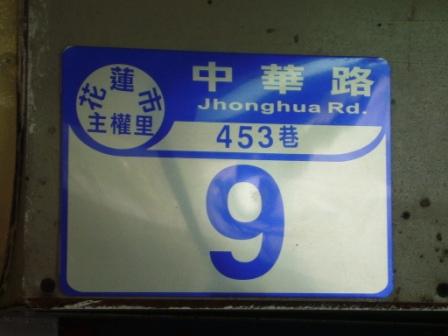 花蓮市
主權里
中華路
Jhonghua Rd.
453巷
9